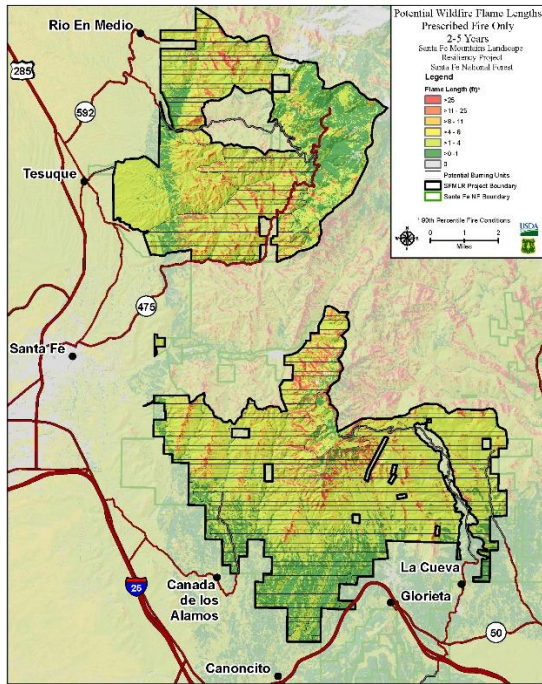 Potential Wildfire Flame Lengths
Prescribed Fire Only
2-5 Years
Santa Fe Mountains Landscape
Resiliency Project
Santa Fe National Forest
Legend
Flame Length (ft)*
>25
>11 - 25
>8 - 11
>4 - 8
>1 - 4
>0 -1
0
Potential Burning Units
SFMLR Project Boundary
Santa Fe NF Boundary
* 90th Percentile Fire Conditions
0 1 2
Miles
USDA
Rio En Medio
285
592
Tesuque
475
Santa Fe
25
Canada
de los
Alamos
La Cueva
Glorieta
50
Canoncito